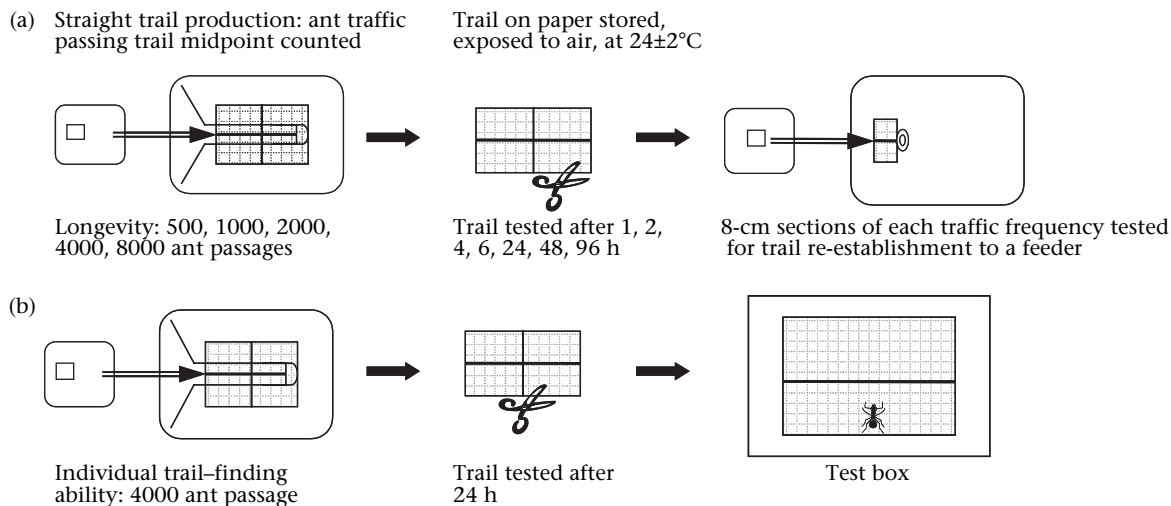 (a) Straight trail production: ant traffic
passing trail midpoint counted
Trail on paper stored,
exposed to air, at 24±2°C
Longevity: 500, 1000, 2000,
4000, 8000 ant passages
Trail tested after 1, 2,
4, 6, 24, 48, 96 h
8-cm sections of each traffic frequency tested
for trail re-establishment to a feeder
(b)
Individual trail–finding
ability: 4000 ant passage
Trail tested after
24 h
Test box